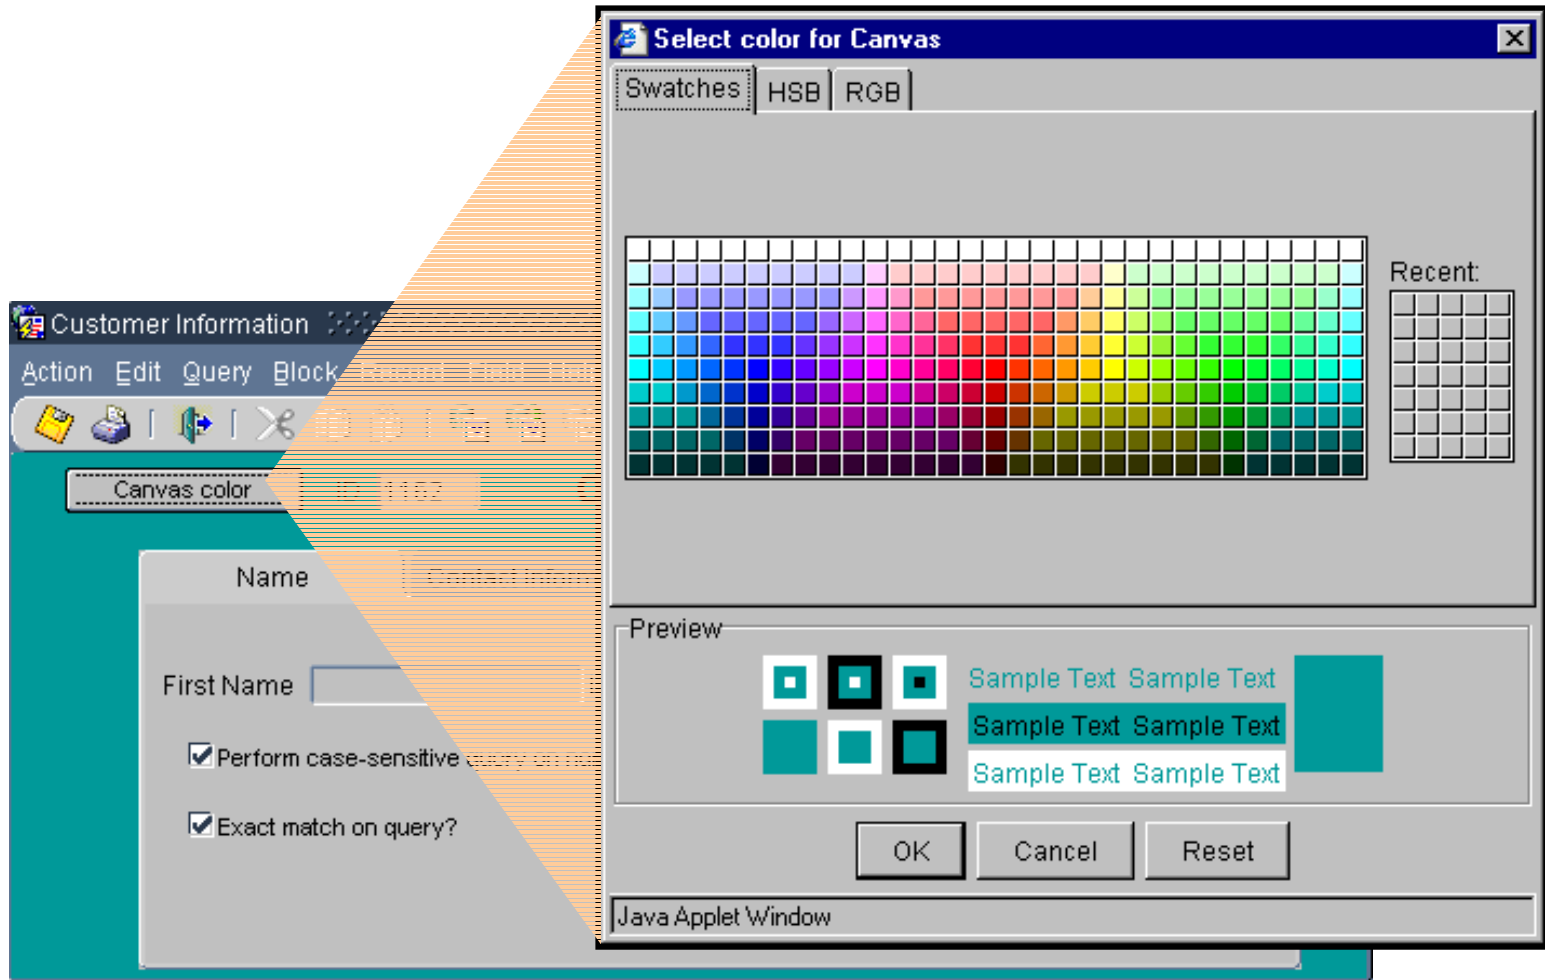 Select color for Canvas
Swatches HSB RGB
Recent:
Customer Information
Action Edit Query Block
Canvas color
Name
First Name
Perform case-sensitive query on
Exact match on query?
Preview
Sample Text Sample Text
Sample Text Sample Text
Sample Text Sample Text
OK Cancel Reset
Java Applet Window